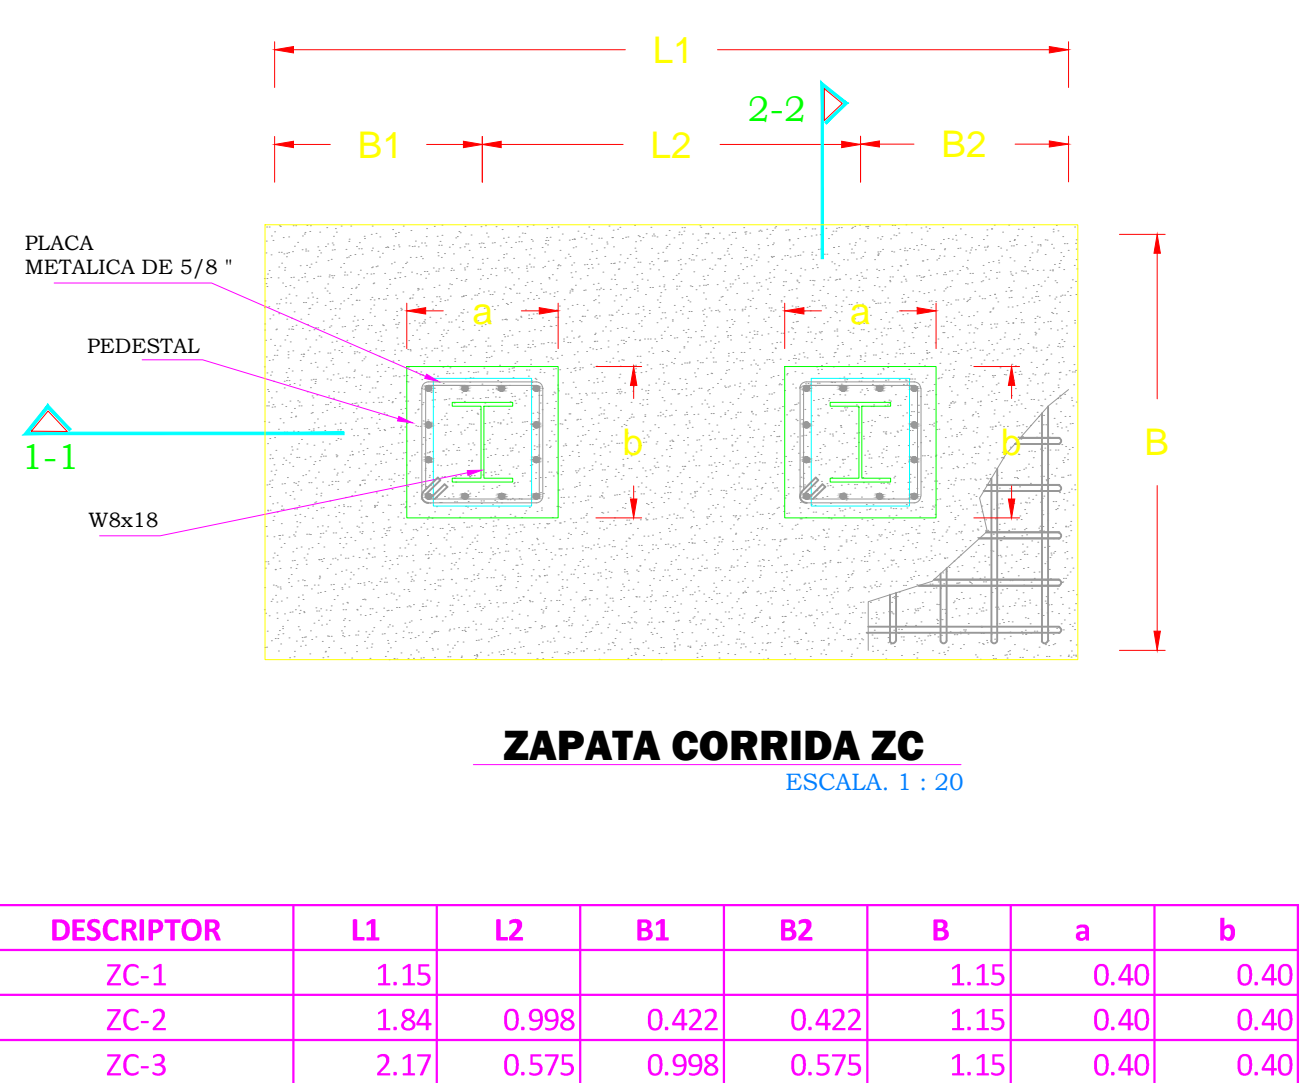 L1
2-2
B1 L2 B2
PLACA
METALICA DE 5/8 "
a a
PEDESTAL
b b B
1-1
W8x18
ZAPATA CORRIDA ZC
ESCALA. 1 : 20
DESCRIPTOR L1 L2 B1 B2 B a b
ZC-1 1.15 1.15 0.40 0.40
ZC-2 1.84 0.998 0.422 0.422 1.15 0.40 0.40
ZC-3 2.17 0.575 0.998 0.575 1.15 0.40 0.40